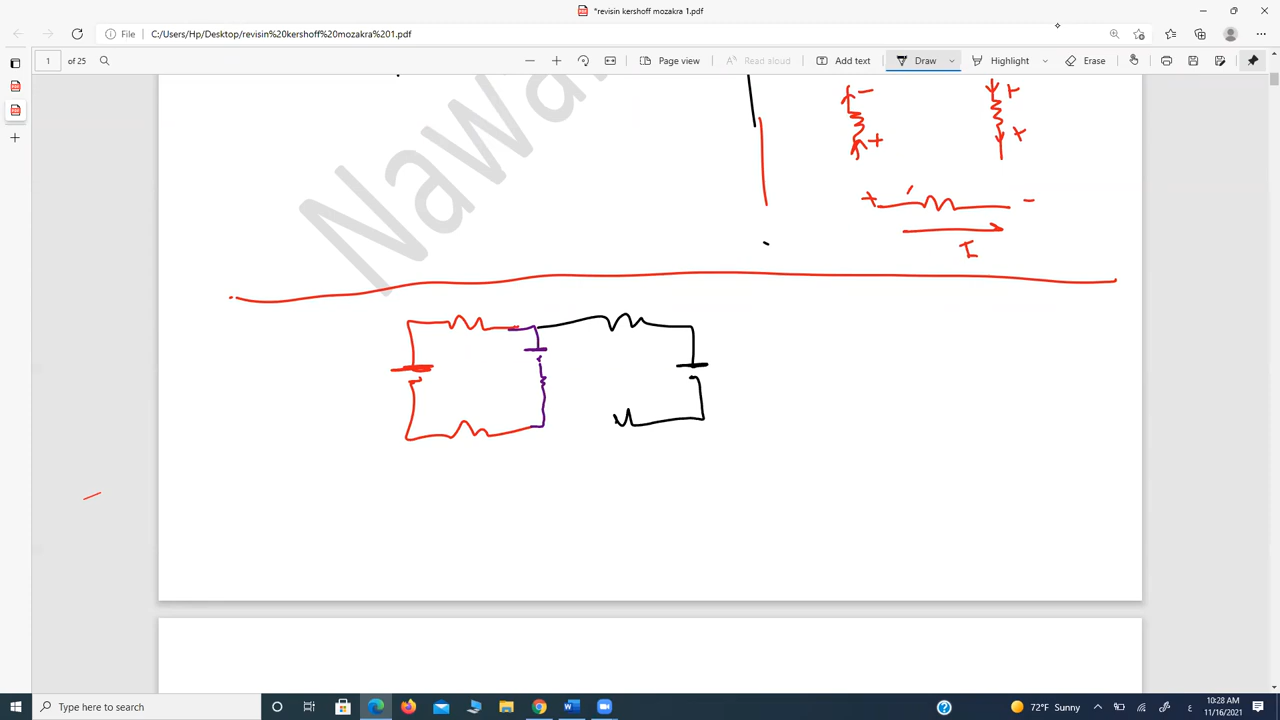 *revisin kershoff mozakra 1.pdf
File C:/Users/Hp/Desktop/revisin%20kershoff%20mozakra%201.pdf
1 of 25 Page view Read aloud Add text Draw Highlight Erase
- +
+ +
+ -
I
NaWa
Type here to search 72°F Sunny ε 10:28 AM
11/16/2021